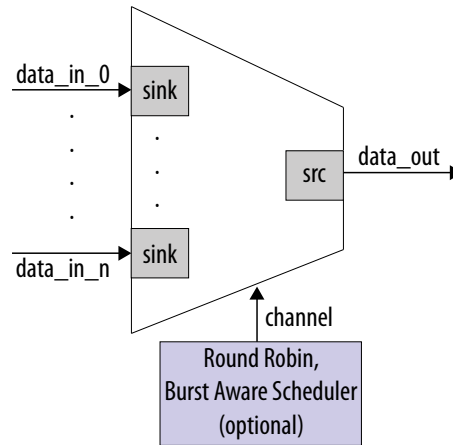 data_in_0
sink
src
data_out
sink
data_in_n
channel
Round Robin,
Burst Aware Scheduler
(optional)